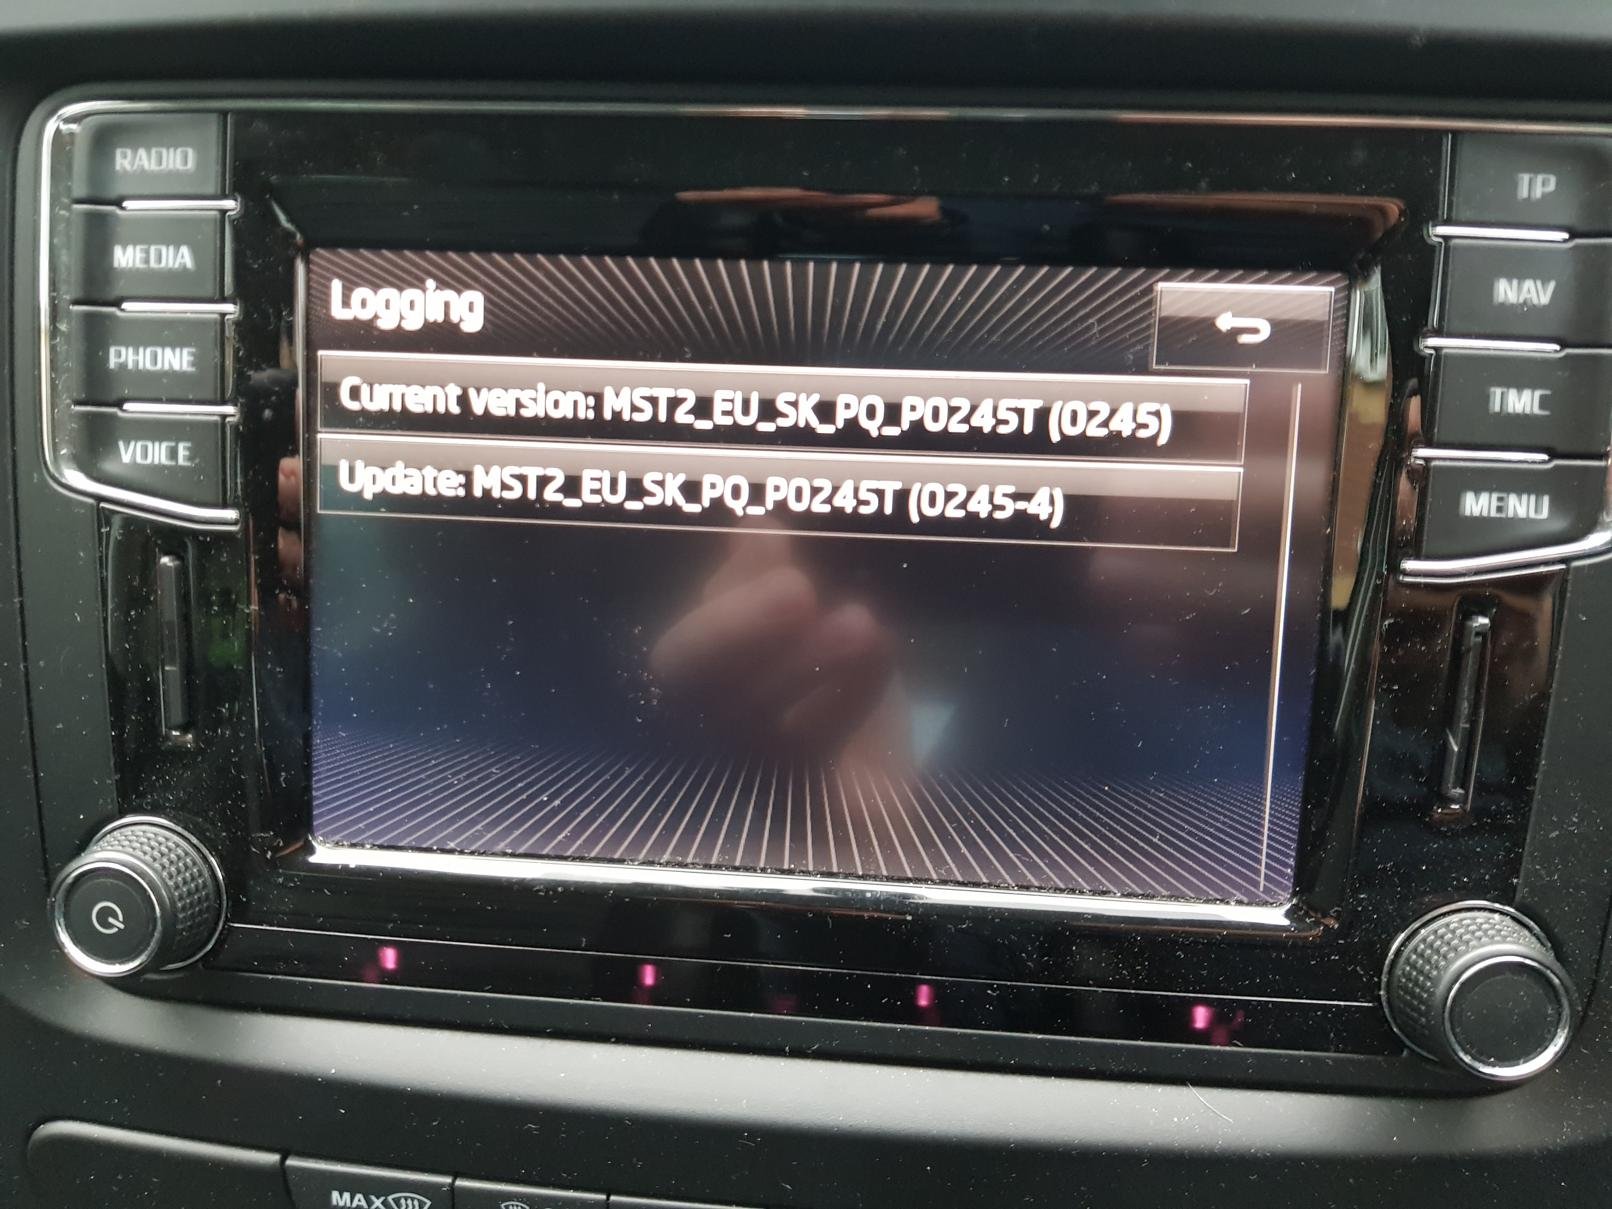 RADIO
MEDIA
PHONE
VOICE
Logging
Current version: MST2_EU_SK_PQ_P0245T (0245)
Update: MST2_EU_SK_PQ_P0245T (0245-4)
TP
NAV
TMC
MENU
MAX